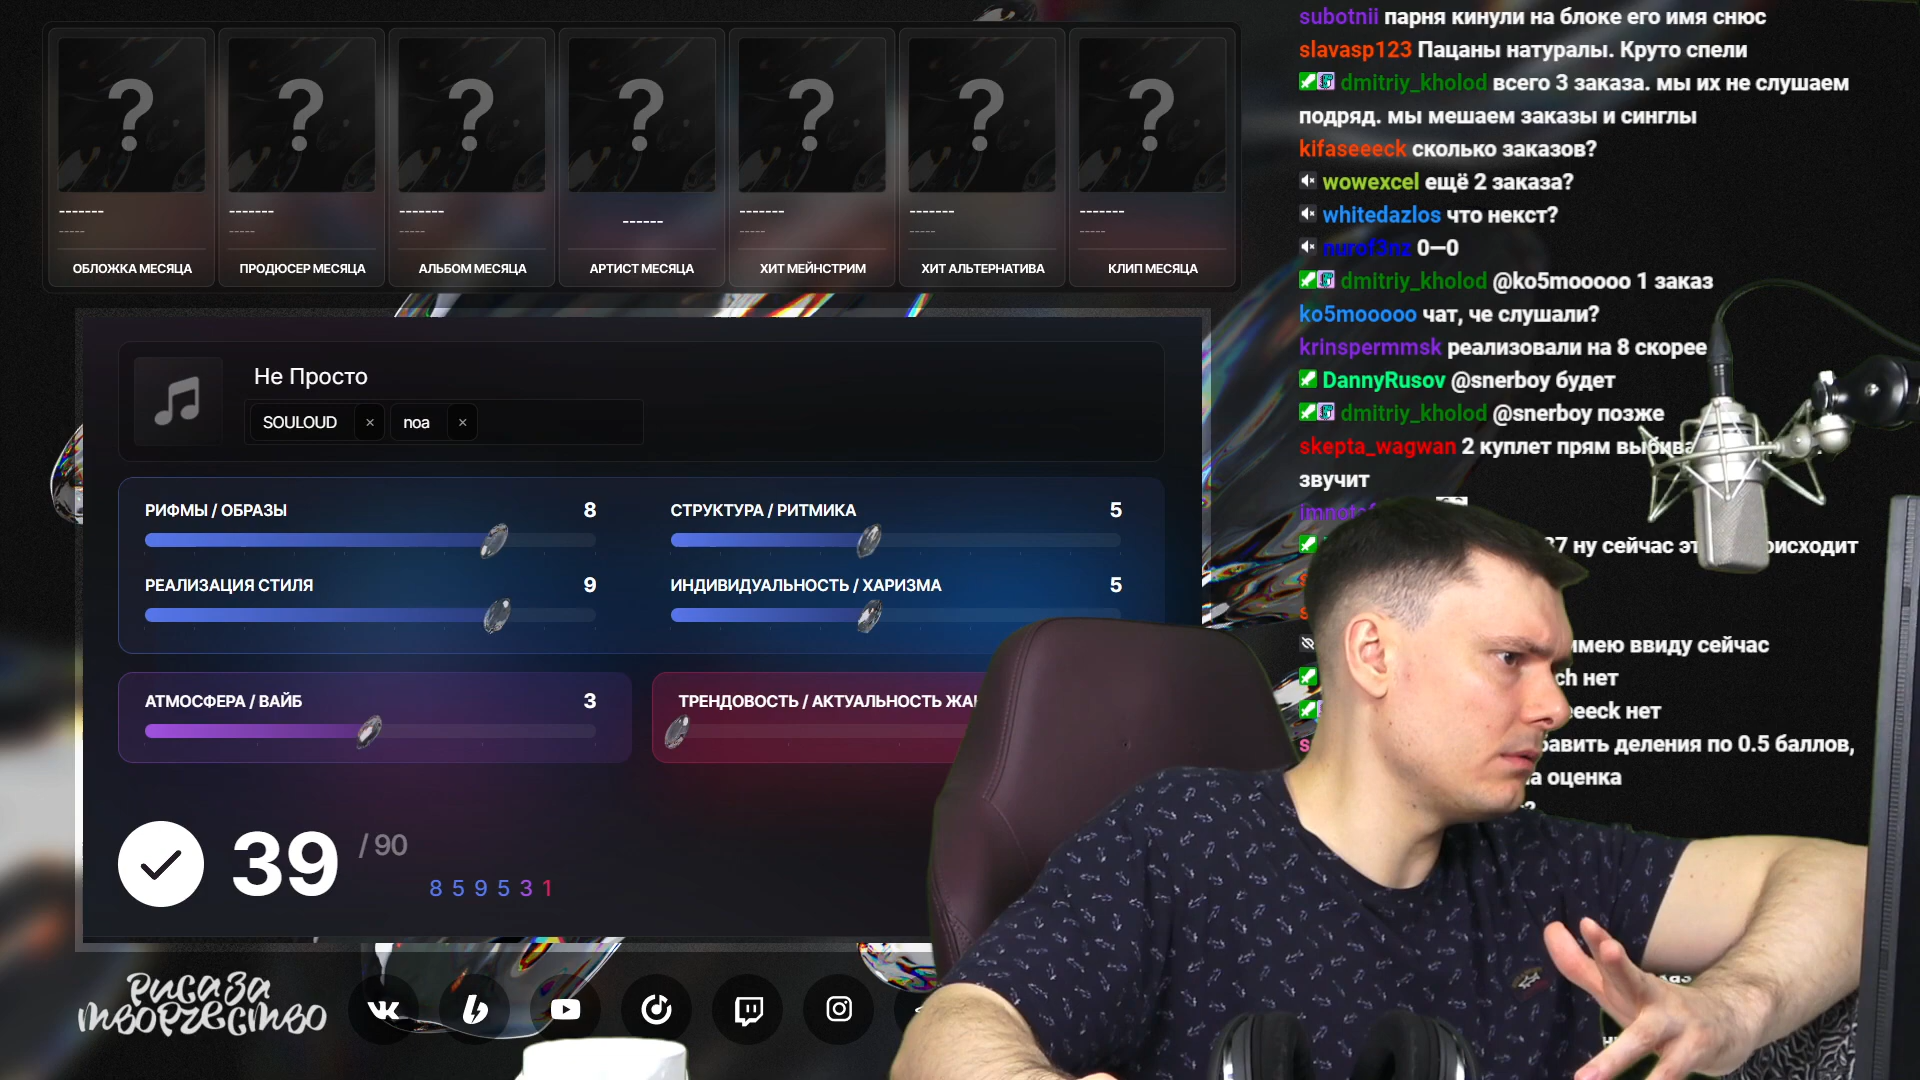 -------
-----
ОБЛОЖКА МЕСЯЦА
-------
-----
ПРОДЮСЕР МЕСЯЦА
-------
-----
АЛЬБОМ МЕСЯЦА
------
АРТИСТ МЕСЯЦА
-------
-----
ХИТ МЕЙНСТРИМ
-------
-----
ХИТ АЛЬТЕРНАТИВА
-------
-----
КЛИП МЕСЯЦА
Не Просто
SOULOUD × noa ×
РИФМЫ / ОБРАЗЫ 8
СТРУКТУРА / РИТМИКА 5
РЕАЛИЗАЦИЯ СТИЛЯ 9
ИНДИВИДУАЛЬНОСТЬ / ХАРИЗМА 5
АТМОСФЕРА / ВАЙБ 3
ТРЕНДОВОСТЬ / АКТУАЛЬНОСТЬ
39 / 90
8 5 9 5 3 1
РИСАЗА
ТВОРЧЕСТВО
subotnii парня кинули на блоке его имя снюс
slavasp123 Пацаны натуралы. Круто спели
dmitriy_kholod всего 3 заказа. мы их не слушаем
подряд. мы мешаем заказы и синглы
kifaseeeck сколько заказов?
wowexcel ещё 2 заказа?
whitedazlos что некст?
nurof3nz 0—0
dmitriy_kholod @ko5mooooo 1 заказ
ko5mooooo чат, че слушали?
krinspermmsk реализовали на 8 скорее
DannyRusov @snerboy будет
dmitriy_kholod @snerboy позже
skepta_wagwan 2 куплет прям
звучит
ну сейчас
имею ввиду сейчас
нет
нет
деления по 0.5 баллов,
оценка